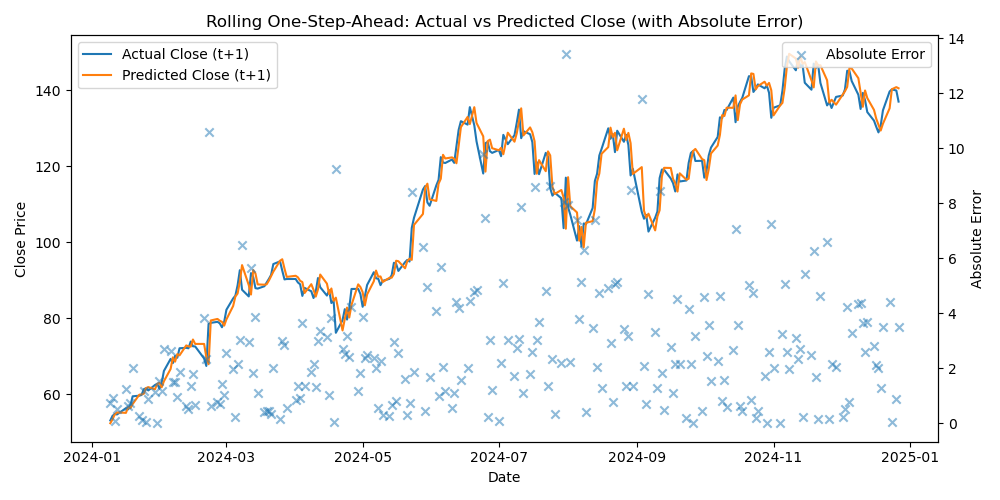 Rolling One-Step-Ahead: Actual vs Predicted Close (with Absolute Error)
Actual Close (t+1)
Predicted Close (t+1)
Absolute Error
Close Price
140
120
100
80
60
14
12
10
8
6
4
2
0
Absolute Error
2024-01
2024-03
2024-05
2024-07
2024-09
2024-11
2025-01
Date